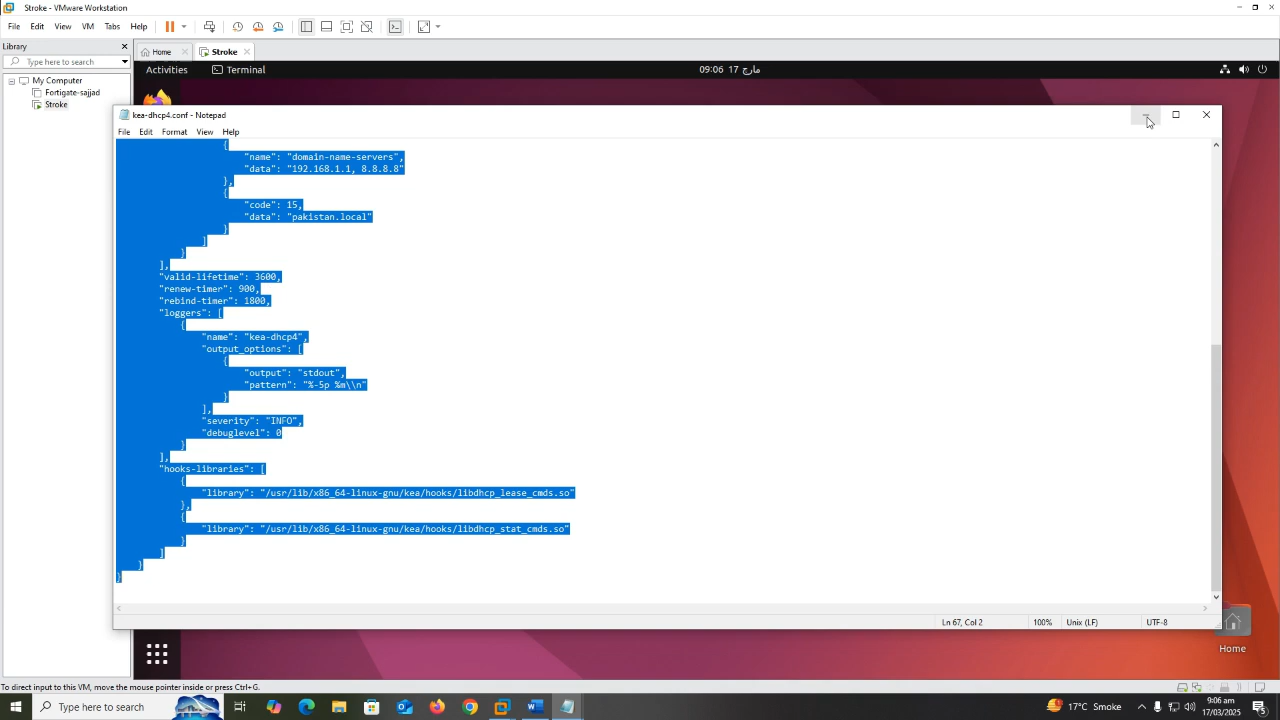 Stroke - VMware Workstation
File Edit View VM Tabs Help
Library
Type here to search
My Computer
Fortigate-sajjad
Stroke
Home
Stroke
Activities
Terminal
09:06 17 مارچ
kea-dhcp4.conf - Notepad
File Edit Format View Help
{
"name": "domain-name-servers",
"data": "192.168.1.1, 8.8.8.8"
},
{
"code": 15,
"data": "pakistan.local"
}
]
}
],
"valid-lifetime": 3600,
"renew-timer": 900,
"rebind-timer": 1800,
"loggers": [
{
"name": "kea-dhcp4",
"output_options": [
{
"output": "stdout",
"pattern": "%-5p %m\\n"
}
],
"severity": "INFO",
"debuglevel": 0
}
],
"hooks-libraries": [
{
"library": "/usr/lib/x86_64-linux-gnu/kea/hooks/libdhcp_lease_cmds.so"
},
{
"library": "/usr/lib/x86_64-linux-gnu/kea/hooks/libdhcp_stat_cmds.so"
}
]
}
}
Ln 67, Col 2 100% Unix (LF) UTF-8
Home
To direct input to this VM, move the mouse pointer inside or press Ctrl+G.
Type here to search
17°C Smoke
9:06 am
17/03/2025
5